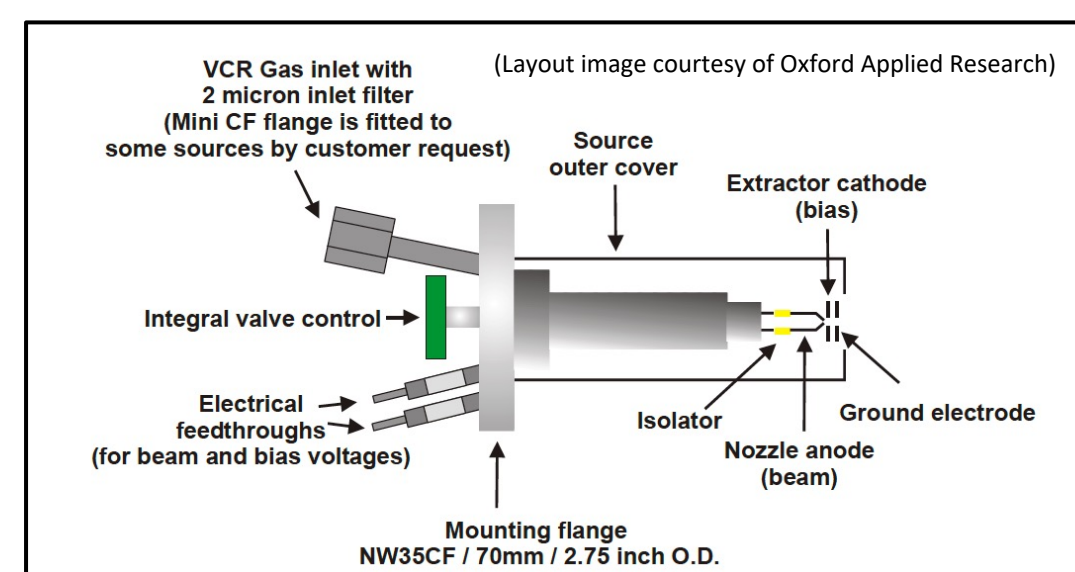 (Layout image courtesy of Oxford Applied Research)
VCR Gas inlet with
2 micron inlet filter
(Mini CF flange is fitted to
some sources by customer request)
Source
outer cover
Extractor cathode
(bias)
Integral valve control
Electrical
feedthroughs
(for beam and bias voltages)
Isolator
Ground electrode
Nozzle anode
(beam)
Mounting flange
NW35CF / 70mm / 2.75 inch O.D.